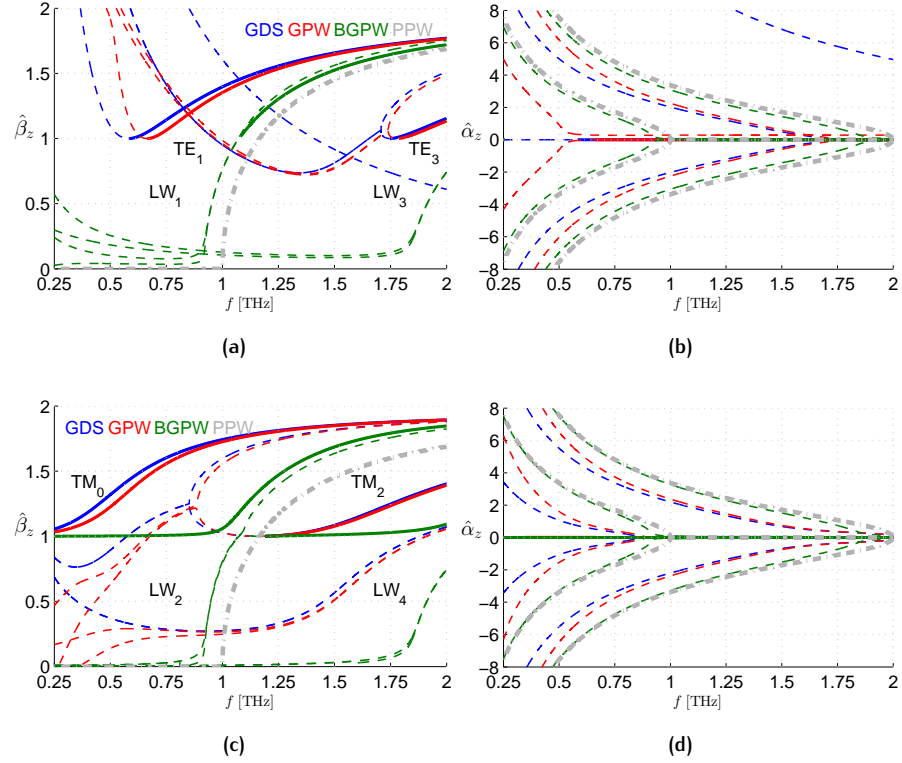 GDS GPW BGPW PPW
2
1.5
1
0.5
0
β̂z
TE1
TE3
LW1
LW3
0.25 0.5 0.75 1 1.25 1.5 1.75 2
f [THz]
(a)
8
6
4
2
0
−2
−4
−6
−8
α̂z
0.25 0.5 0.75 1 1.25 1.5 1.75 2
f [THz]
(b)
GDS GPW BGPW PPW
2
1.5
1
0.5
0
β̂z
TM0
TM2
LW2
LW4
0.25 0.5 0.75 1 1.25 1.5 1.75 2
f [THz]
(c)
8
6
4
2
0
−2
−4
−6
−8
α̂z
0.25 0.5 0.75 1 1.25 1.5 1.75 2
f [THz]
(d)